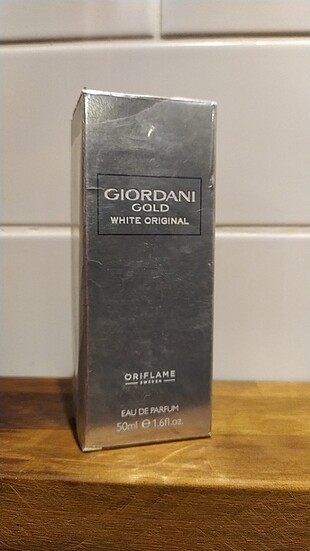 GIORDANI
GOLD
WHITE ORIGINAL
ORIFLAME
SWEDEN
EAU DE PARFUM
50ml ℮ 1.6fl.oz.